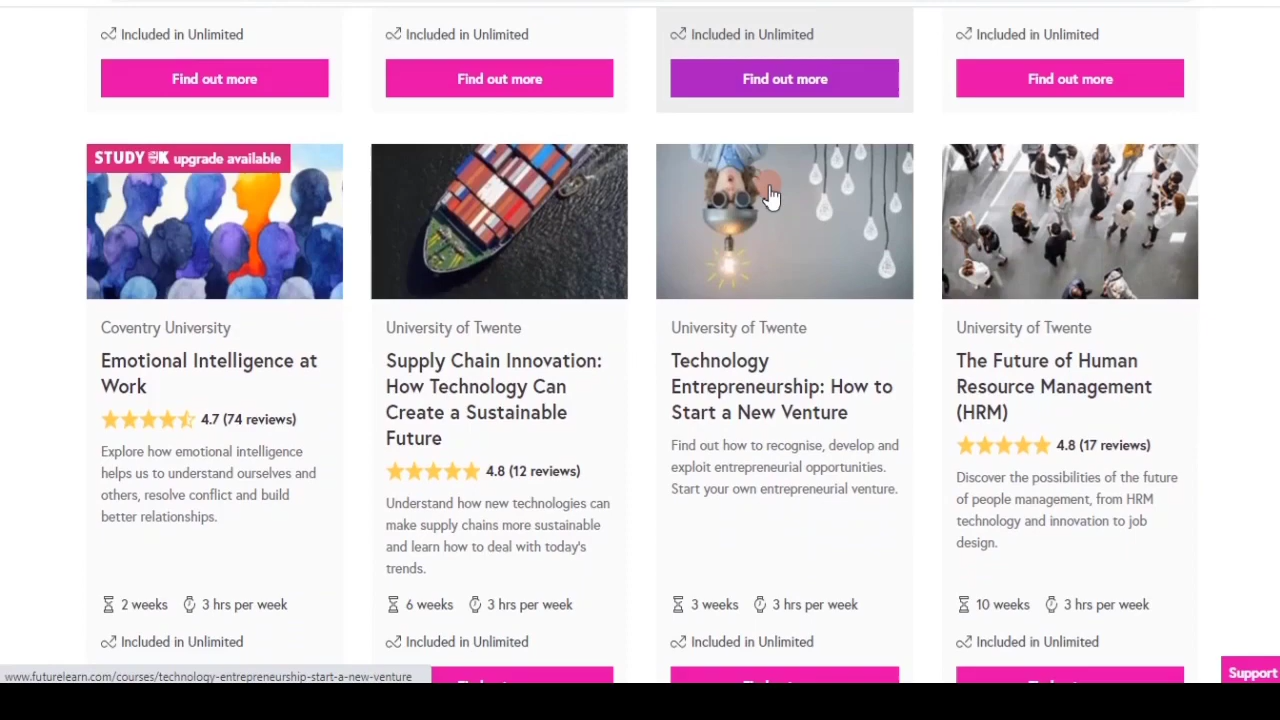 Included in Unlimited
Included in Unlimited
Included in Unlimited
Included in Unlimited
Find out more
Find out more
Find out more
Find out more
STUDY UK upgrade available
Coventry University
Emotional Intelligence at
Work
4.7 (74 reviews)
Explore how emotional intelligence
helps us to understand ourselves and
others, resolve conflict and build
better relationships.
2 weeks 3 hrs per week
Included in Unlimited
University of Twente
Supply Chain Innovation:
How Technology Can
Create a Sustainable
Future
4.8 (12 reviews)
Understand how new technologies can
make supply chains more sustainable
and learn how to deal with today's
trends.
6 weeks 3 hrs per week
Included in Unlimited
University of Twente
Technology
Entrepreneurship: How to
Start a New Venture
Find out how to recognise, develop and
exploit entrepreneurial opportunities.
Start your own entrepreneurial venture.
3 weeks 3 hrs per week
Included in Unlimited
University of Twente
The Future of Human
Resource Management
(HRM)
4.8 (17 reviews)
Discover the possibilities of the future
of people management, from HRM
technology and innovation to job
design.
10 weeks 3 hrs per week
Included in Unlimited
www.futurelearn.com/courses/technology-entrepreneurship-start-a-new-venture
Support